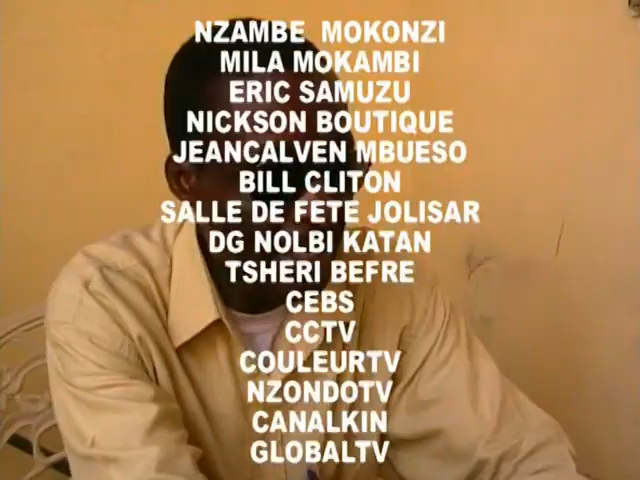 NZAMBE MOKONZI
MILA MOKAMBI
ERIC SAMUZU
NICKSON BOUTIQUE
JEANCALVEN MBUESO
BILL CLITON
SALLE DE FETE JOLISAR
DG NOLBI KATAN
TSHERI BEFRE
CEBS
CCTV
COULEURTV
NZONDOTV
CANALKIN
GLOBALTV